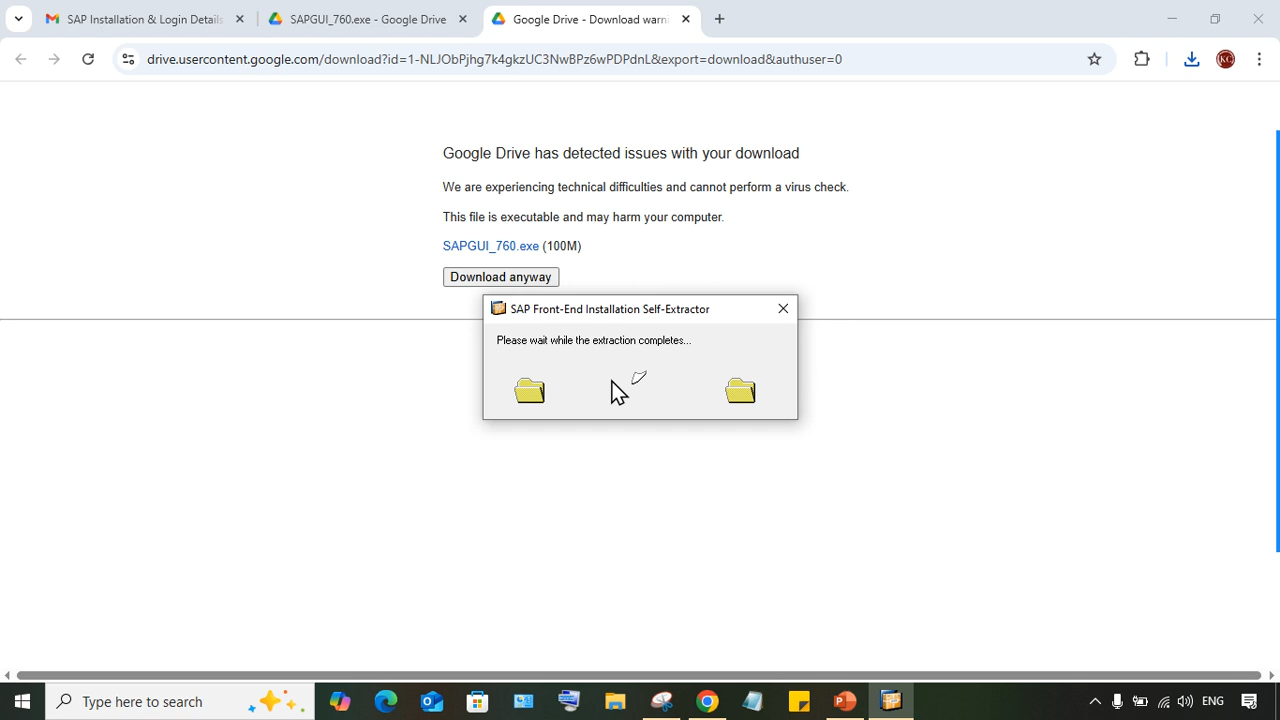 SAP Installation & Login Details
SAPGUI_760.exe - Google Drive
Google Drive - Download warn
drive.usercontent.google.com/download?id=1-NLJObPjhg7k4gkzUC3NwBPz6wPDPdnL&export=download&authuser=0
KC
Google Drive has detected issues with your download
We are experiencing technical difficulties and cannot perform a virus check.
This file is executable and may harm your computer.
SAPGUI_760.exe (100M)
Download anyway
SAP Front-End Installation Self-Extractor
Please wait while the extraction completes...
Type here to search
ENG